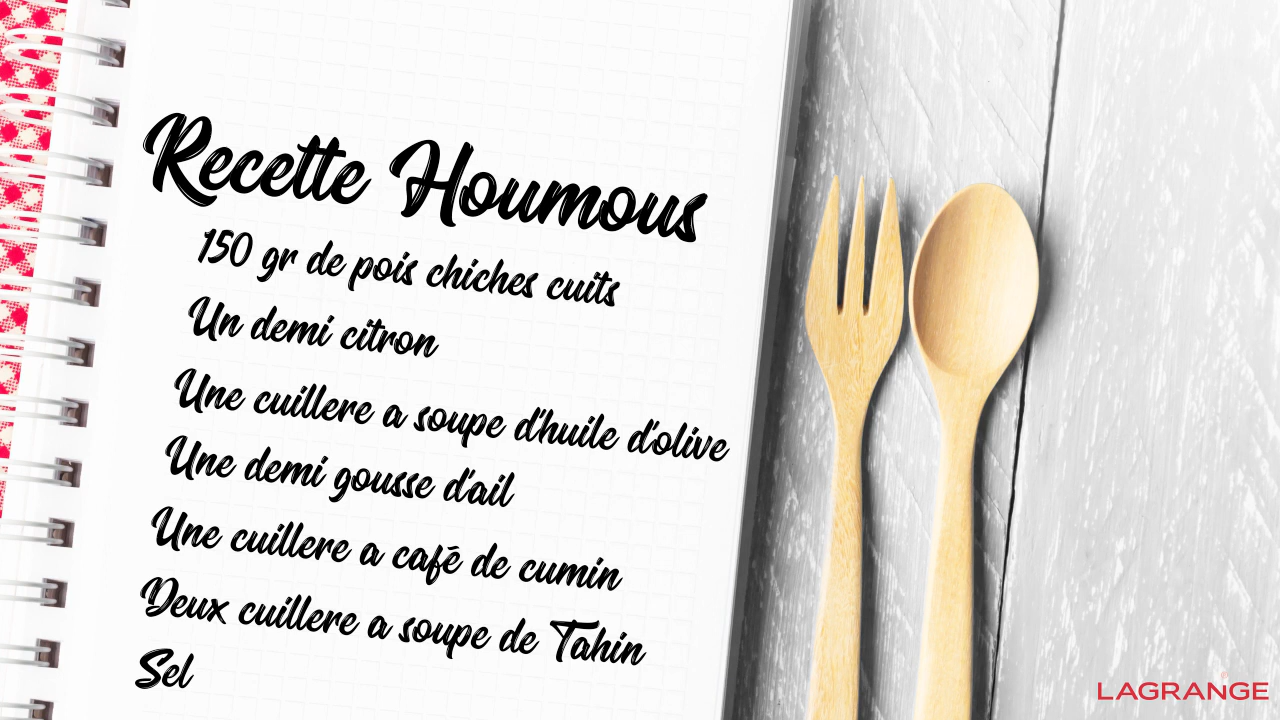 Recette Houmous
150 gr de pois chiches cuits
Un demi citron
Une cuillere a soupe d'huile d'olive
Une demi gousse d'ail
Une cuillere a café de cumin
Deux cuillere a soupe de Tahin
Sel
LAGRANGE®